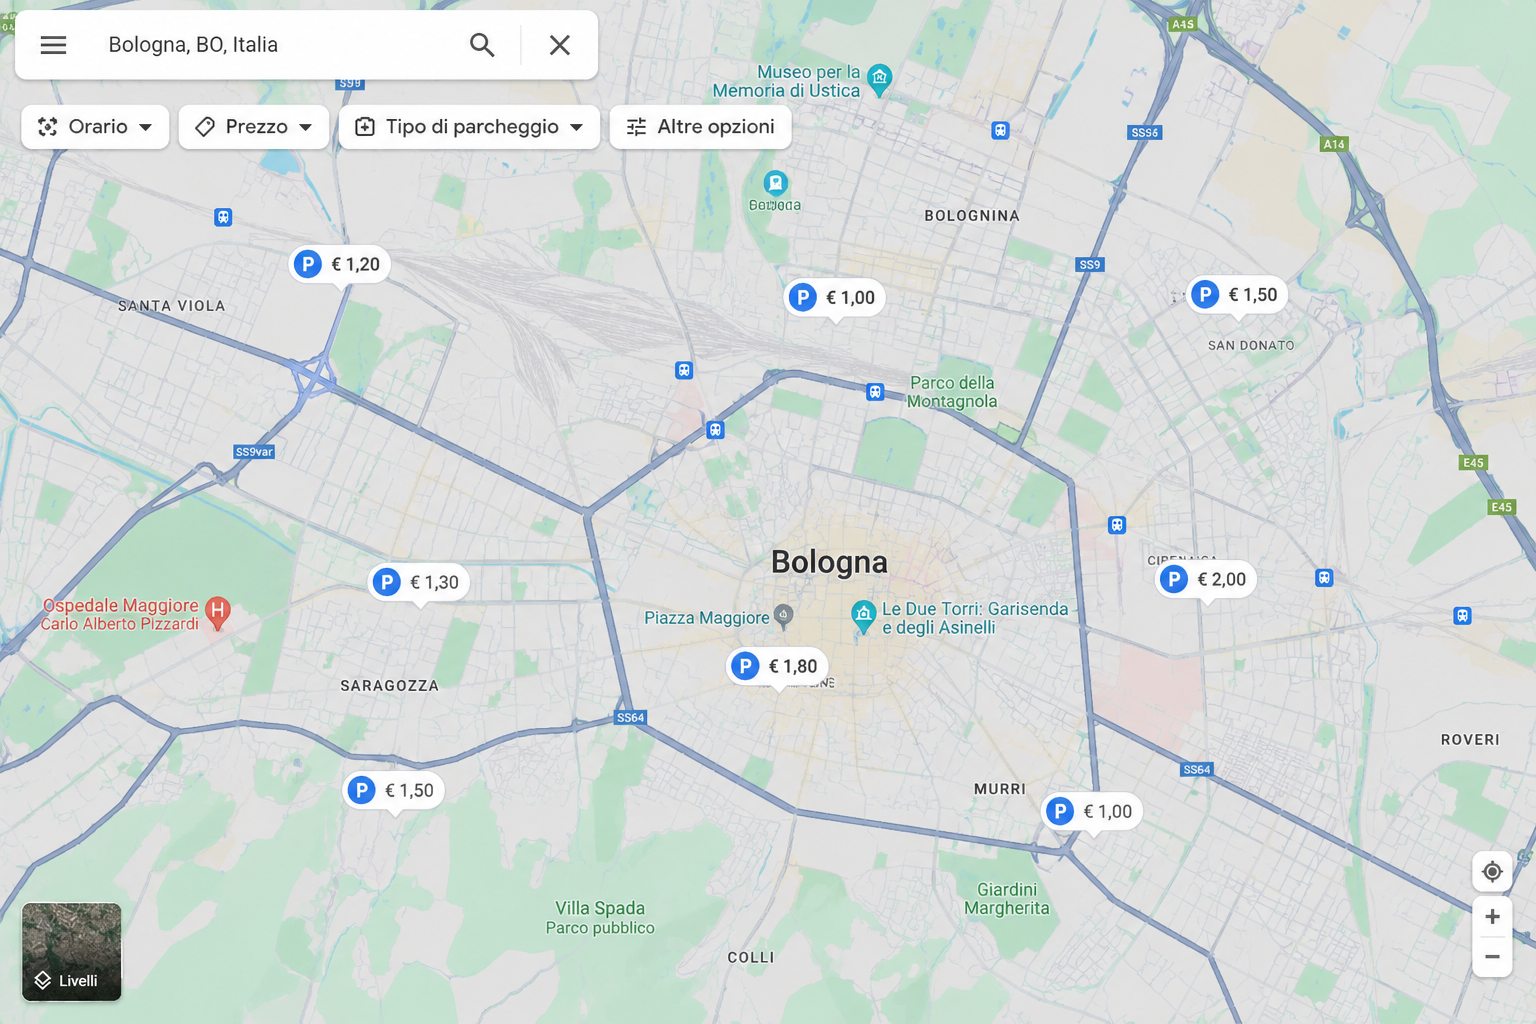 Bologna, BO, Italia
Orario
Prezzo
Tipo di parcheggio
Altre opzioni
SS99
A45
Museo per la
Memoria di Ustica
SS96
A14
BOLOGNINA
P € 1,20
SS9
SANTA VIOLA
P € 1,00
P € 1,50
SAN DONATO
Parco della
Montagnola
SS9var
E45
E45
Bologna
P € 1,30
P € 2,00
Ospedale Maggiore
Carlo Alberto Pizzardi
H
Piazza Maggiore
Le Due Torri: Garisenda
e degli Asinelli
P € 1,80
SARAGOZZA
SS64
ROVERI
SS64
P € 1,50
MURRI
P € 1,00
Giardini
Margherita
Villa Spada
Parco pubblico
COLLI
Livelli